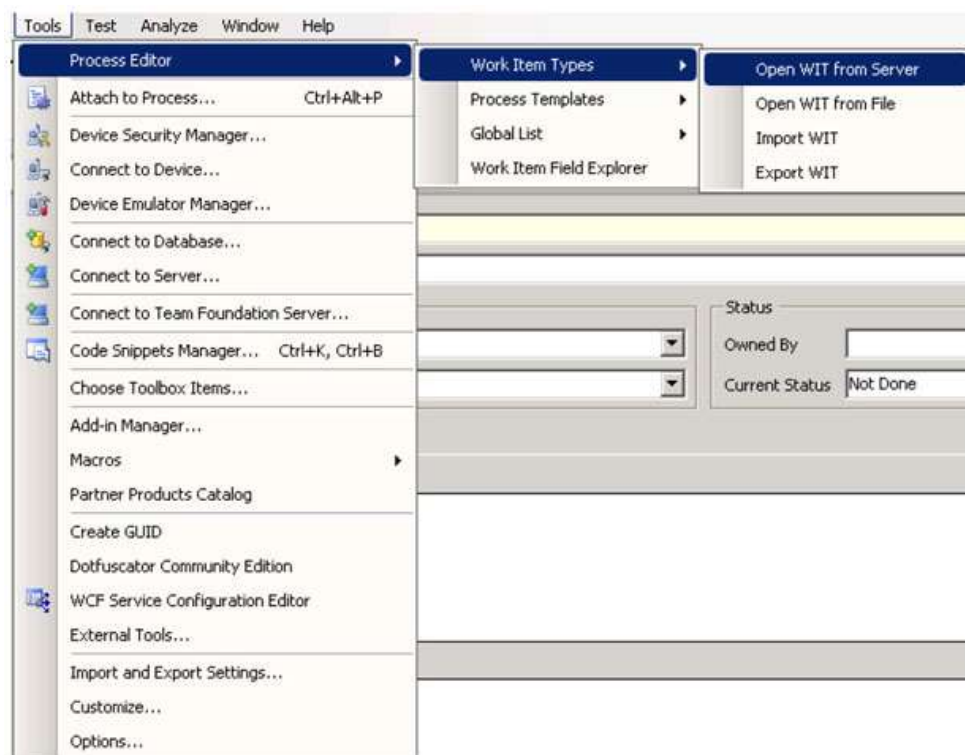 Tools Test Analyze Window Help
Process Editor
Attach to Process... Ctrl+Alt+P
Device Security Manager...
Connect to Device...
Device Emulator Manager...
Connect to Database...
Connect to Server...
Connect to Team Foundation Server...
Code Snippets Manager... Ctrl+K, Ctrl+B
Choose Toolbox Items...
Add-in Manager...
Macros
Partner Products Catalog
Create GUID
Dotfuscator Community Edition
WCF Service Configuration Editor
External Tools...
Import and Export Settings...
Customize...
Options...
Work Item Types
Process Templates
Global List
Work Item Field Explorer
Open WIT from Server
Open WIT from File
Import WIT
Export WIT
Status
Owned By
Current Status Not Done